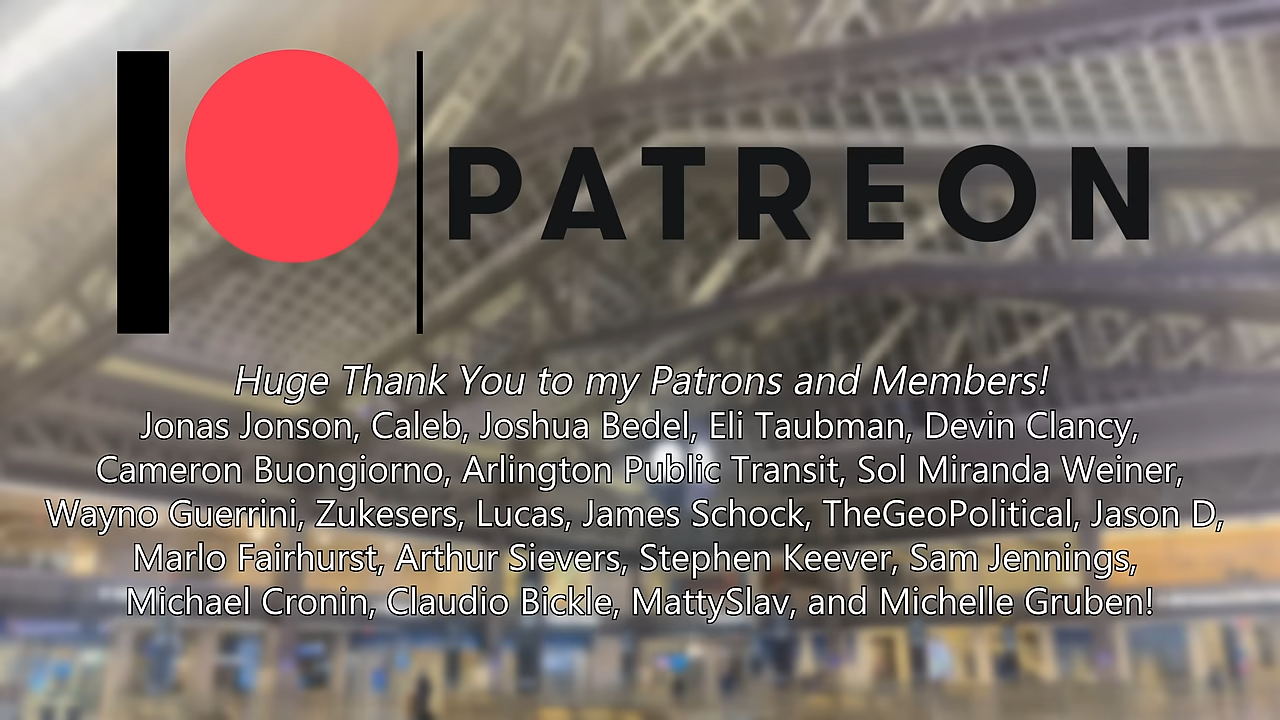 PATREON
Huge Thank You to my Patrons and Members!
Jonas Jonson, Caleb, Joshua Bedel, Eli Taubman, Devin Clancy,
Cameron Buongiorno, Arlington Public Transit, Sol Miranda Weiner,
Wayno Guerrini, Zukesers, Lucas, James Schock, TheGeoPolitical, Jason D,
Marlo Fairhurst, Arthur Sievers, Stephen Keever, Sam Jennings,
Michael Cronin, Claudio Bickle, MattySlav, and Michelle Gruben!